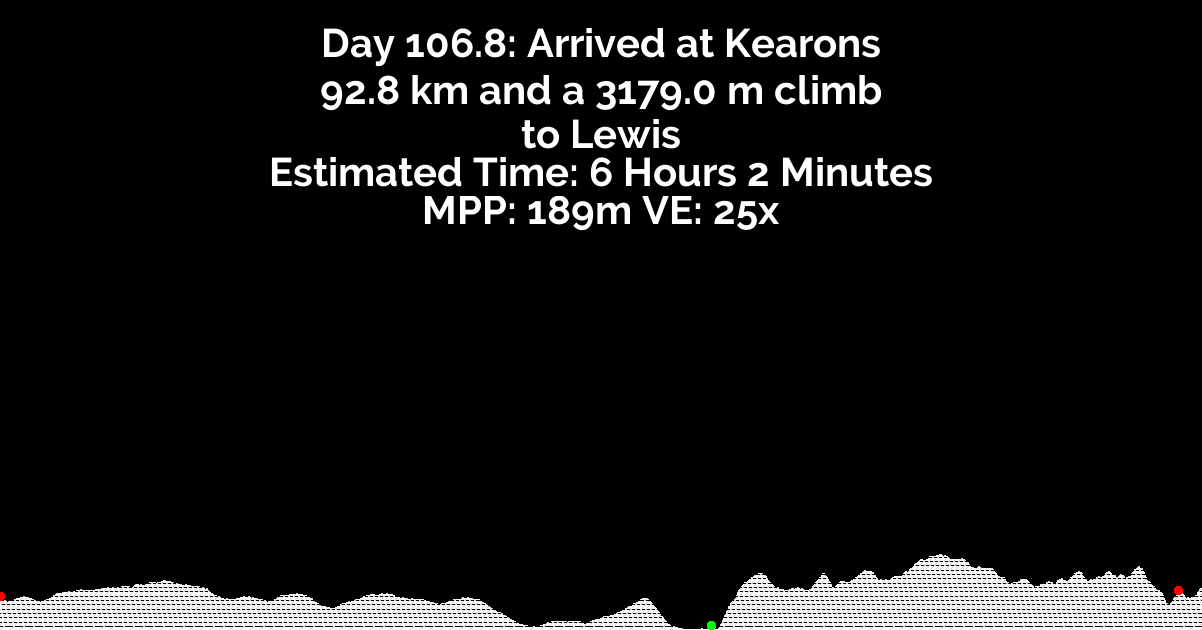 Day 106.8: Arrived at Kearons
92.8 km and a 3179.0 m climb
to Lewis
Estimated Time: 6 Hours 2 Minutes
MPP: 189m VE: 25x